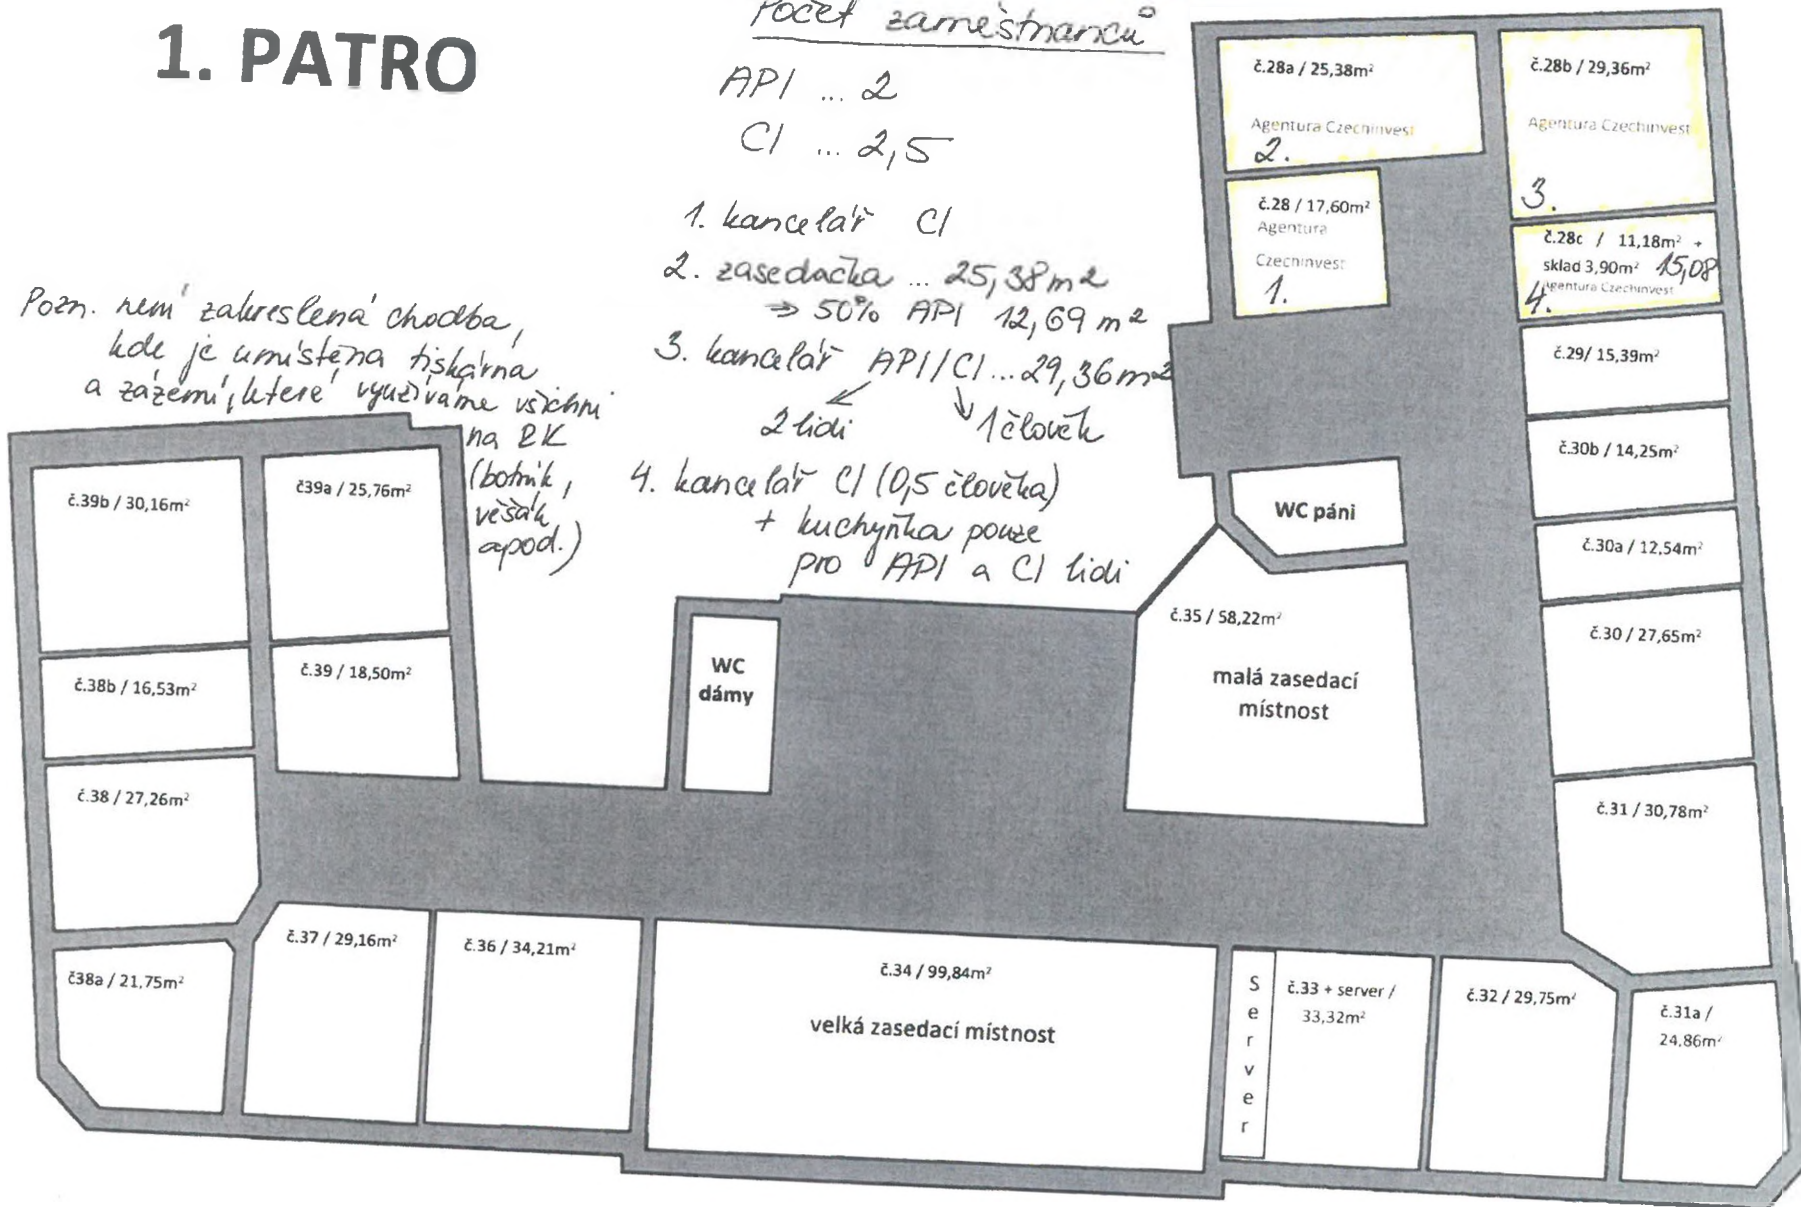 1. PATRO
Počet zaměstnanců
API ... 2
CI ... 2,5
1. kancelář CI
2. zasedačka ... 25,38 m2
⇒ 50% API 12,69 m2
3. kancelář API/CI ... 29,36 m2
2 lidi
1 člověk
4. kancelář CI (0,5 člověka)
+ kuchyňka pouze
pro API a CI lidi
Pozn. není zakreslená chodba,
kde je umístěna tiskárna
a zázemí, které využíváme všichni
na RK
(botník,
věšák
apod.)
č.28a / 25,38m²
Agentura Czechinvest
2.
č.28b / 29,36m²
Agentura Czechinvest
3.
č.28 / 17,60m²
Agentura
Czechinvest
1.
č.28c / 11,18m² +
sklad 3,90m² 15,08
Agentura Czechinvest
4.
č.29/ 15,39m²
č.30b / 14,25m²
č.30a / 12,54m²
č.30 / 27,65m²
č.31 / 30,78m²
WC páni
č.35 / 58,22m²
malá zasedací
místnost
WC
dámy
č.39b / 30,16m²
č39a / 25,76m²
č.38b / 16,53m²
č.39 / 18,50m²
č.38 / 27,26m²
č38a / 21,75m²
č.37 / 29,16m²
č.36 / 34,21m²
č.34 / 99,84m²
velká zasedací místnost
S
e
r
v
e
r
č.33 + server /
33,32m²
č.32 / 29,75m²
č.31a /
24,86m²